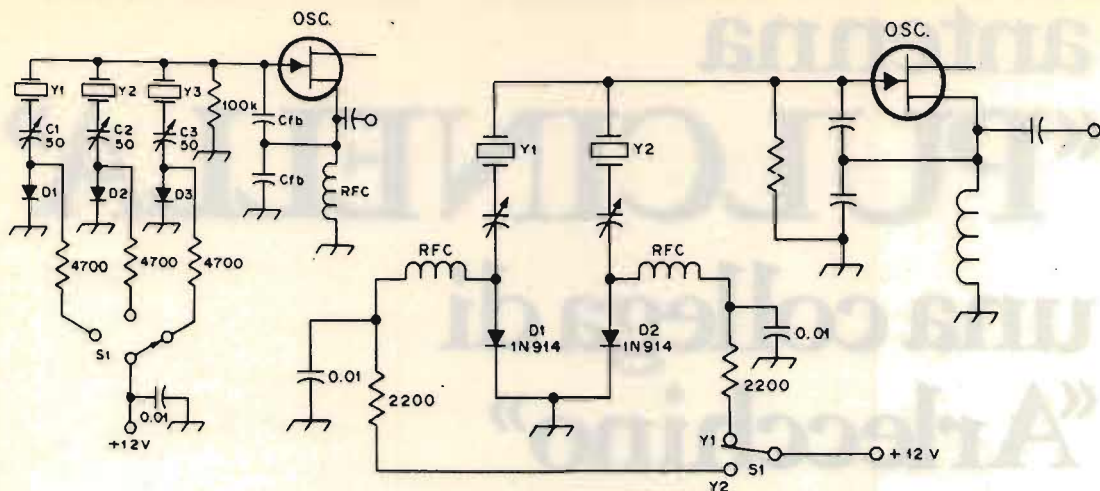 antenna
una collega di
“Arlecchino”
OSC.
Y1
Y2
Y3
100k
Cfb
C1
50
C2
50
C3
50
D1
D2
D3
Cfb
RFC
4700
4700
4700
S1
0.01
+12V
OSC.
Y1
Y2
RFC
RFC
D1
1N914
D2
1N914
0.01
0.01
2200
2200
Y1
S1
+12V
Y2